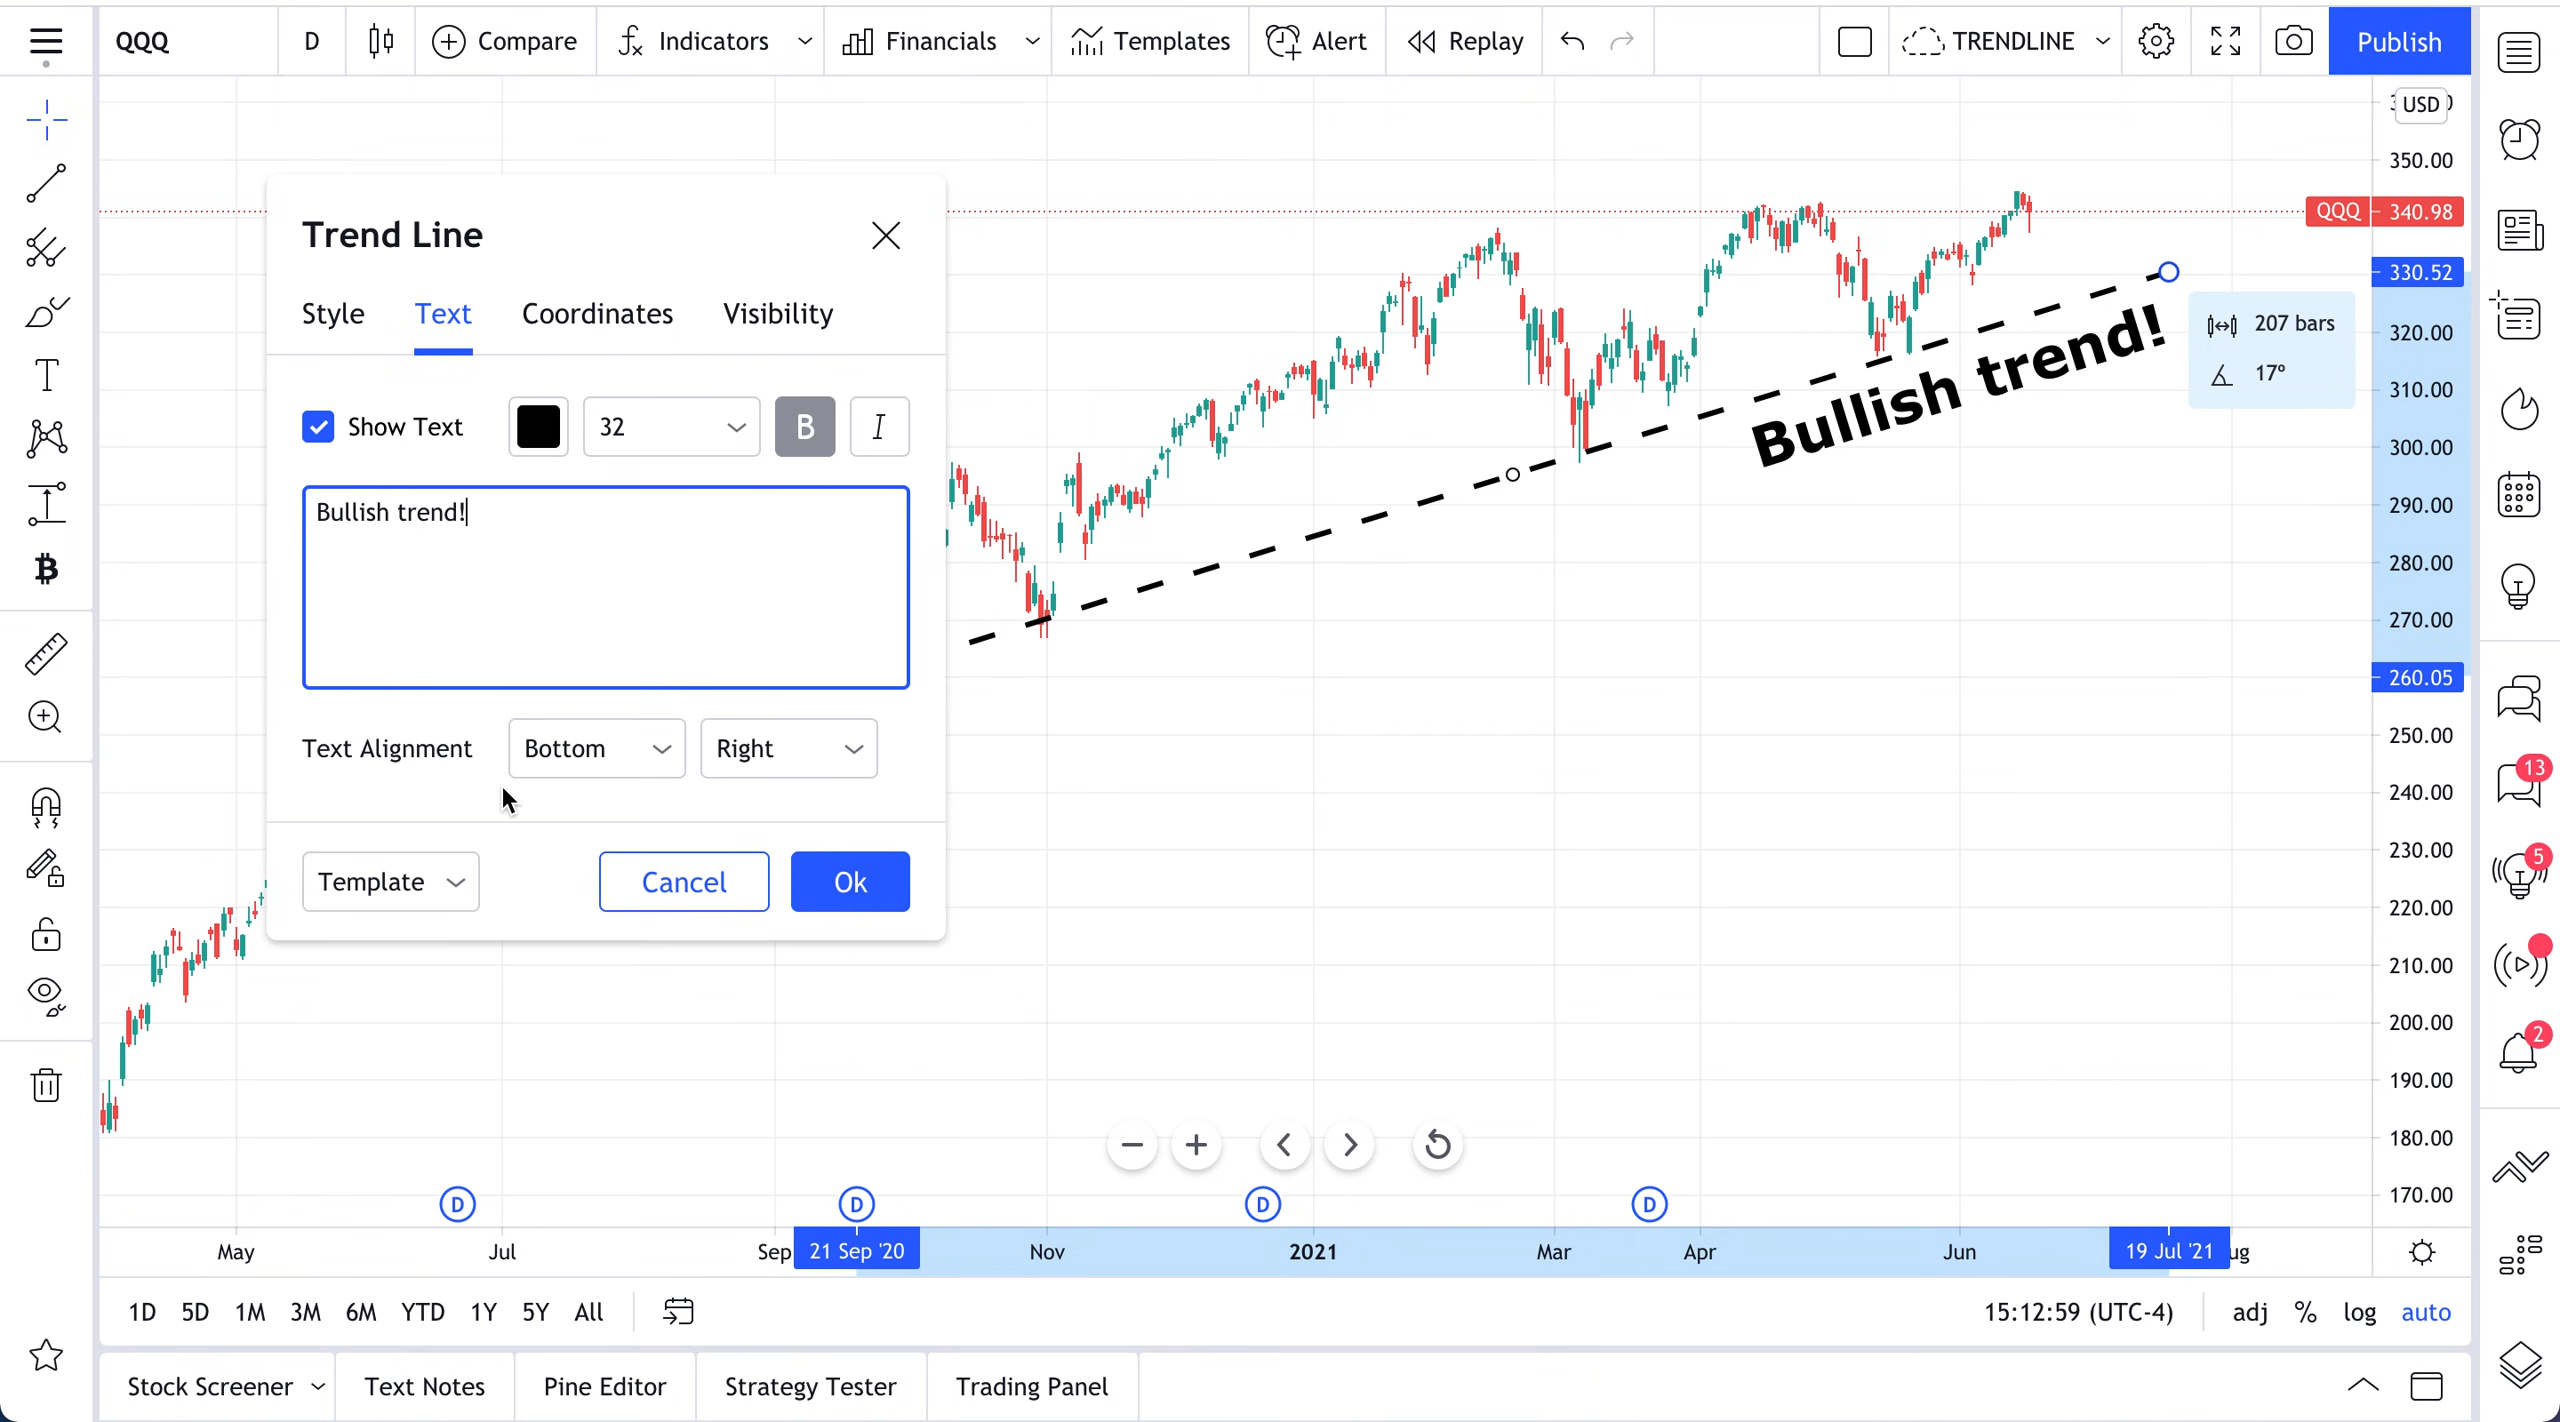 QQQ
D
Compare
Indicators
Financials
Templates
Alert
Replay
TRENDLINE
Publish
USD
350.00
QQQ 340.98
330.52
320.00
310.00
300.00
290.00
280.00
270.00
260.05
250.00
240.00
230.00
220.00
210.00
200.00
190.00
180.00
170.00
Trend Line
Style Text Coordinates Visibility
Show Text 32 B I
Bullish trend!
Text Alignment Bottom Right
Template Cancel Ok
Bullish trend!
207 bars
17°
13
5
2
D D D D
May Jul Sep 21 Sep '20 Nov 2021 Mar Apr Jun 19 Jul '21 ug
1D 5D 1M 3M 6M YTD 1Y 5Y All
15:12:59 (UTC-4) adj % log auto
Stock Screener Text Notes Pine Editor Strategy Tester Trading Panel